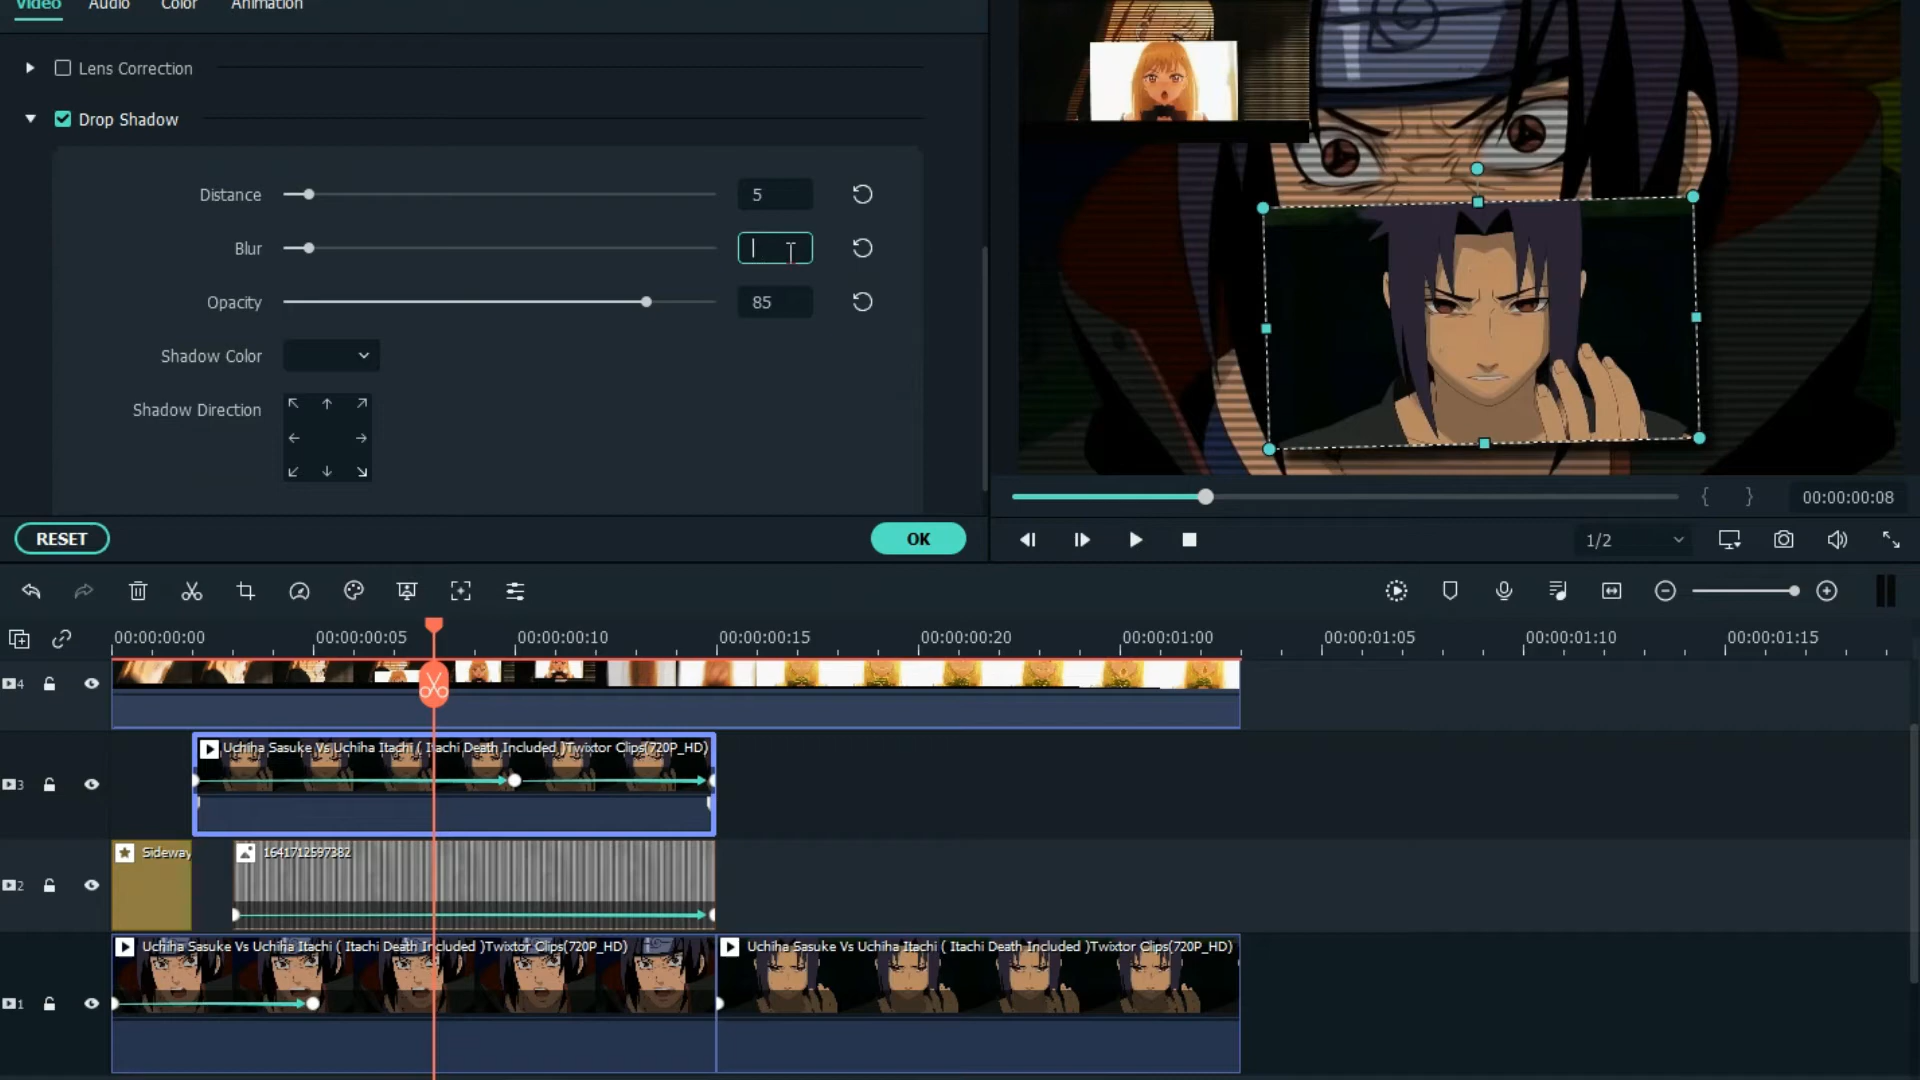 Video Audio Color Animation
Lens Correction
Drop Shadow
Distance 5
Blur
Opacity 85
Shadow Color
Shadow Direction
RESET OK
00:00:00:08
1/2
00:00:00:00 00:00:00:05 00:00:00:10 00:00:00:15 00:00:00:20 00:00:01:00 00:00:01:05 00:00:01:10 00:00:01:15
4
Uchiha Sasuke Vs Uchiha Itachi ( Itachi Death Included )Twixtor Clips(720P_HD)
3
Sideway 1641712597382
2
Uchiha Sasuke Vs Uchiha Itachi ( Itachi Death Included )Twixtor Clips(720P_HD) Uchiha Sasuke Vs Uchiha Itachi ( Itachi Death Included )Twixtor Clips(720P_HD)
1